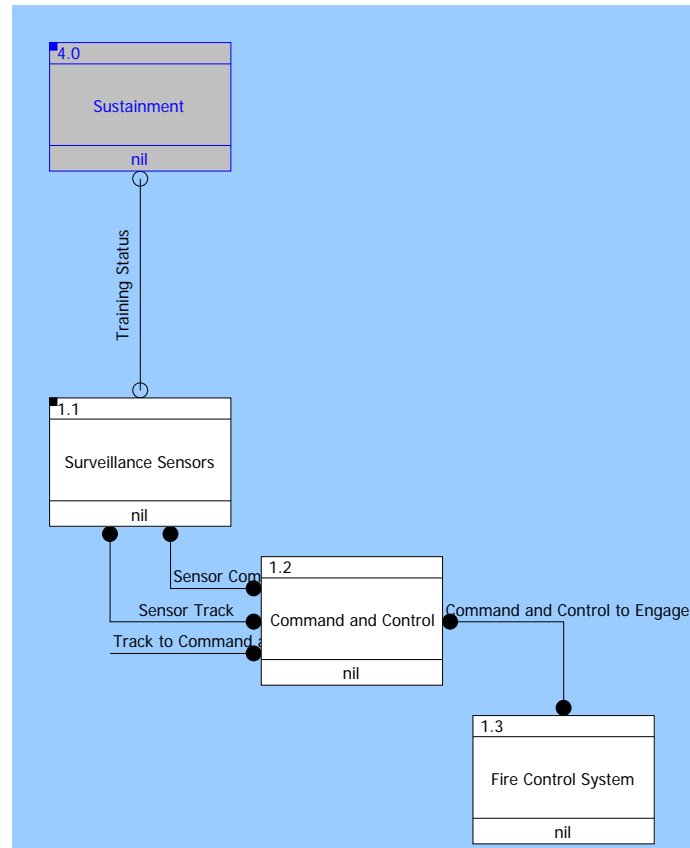 4.0
Sustainment
nil
Training Status
1.1
Surveillance Sensors
nil
Sensor Com
1.2
Sensor Track
Command and Control
Command and Control to Engage
Track to Command a
nil
1.3
Fire Control System
nil